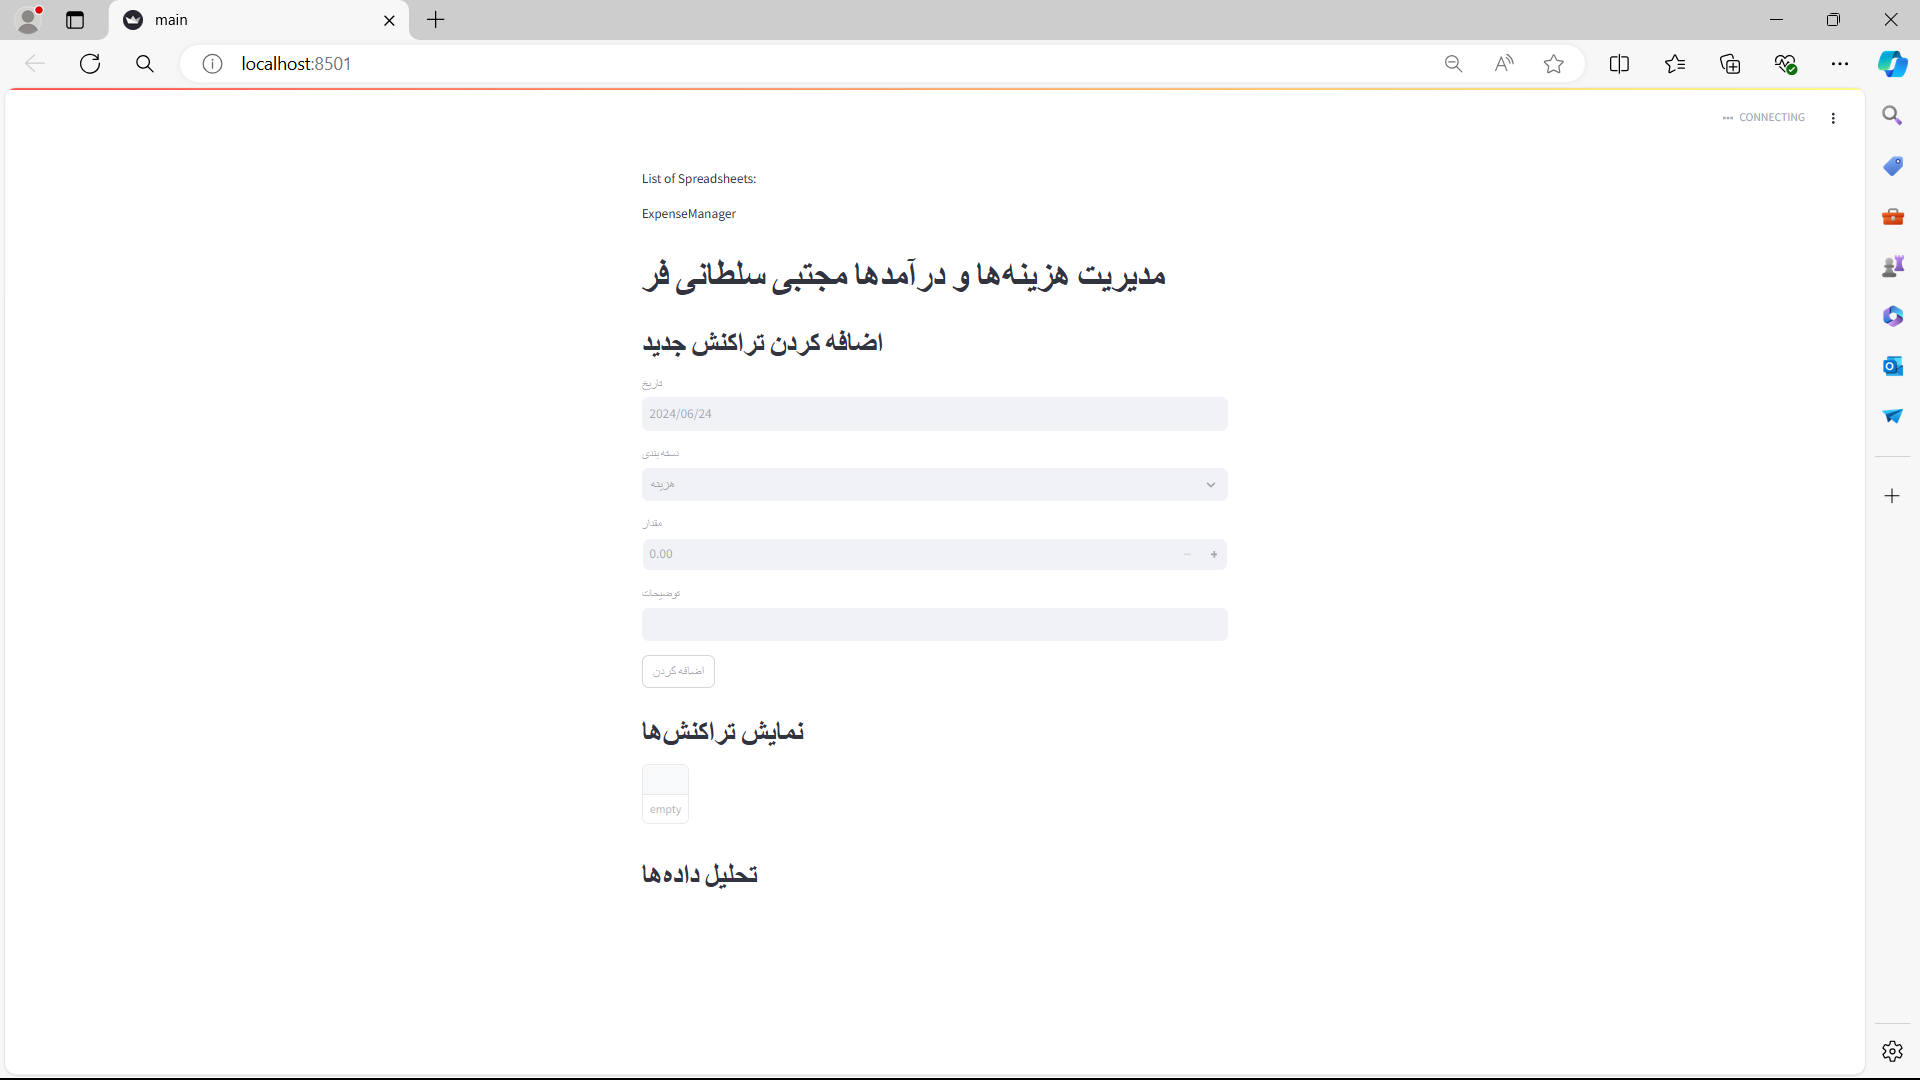 main
localhost:8501
CONNECTING
List of Spreadsheets:
ExpenseManager
مدیریت هزینه‌ها و درآمدها مجتبی سلطانی فر
اضافه کردن تراکنش جدید
تاریخ
2024/06/24
دسته بندی
هزینه
مقدار
0.00
توضیحات
اضافه کردن
نمایش تراکنش‌ها
empty
تحلیل داده‌ها